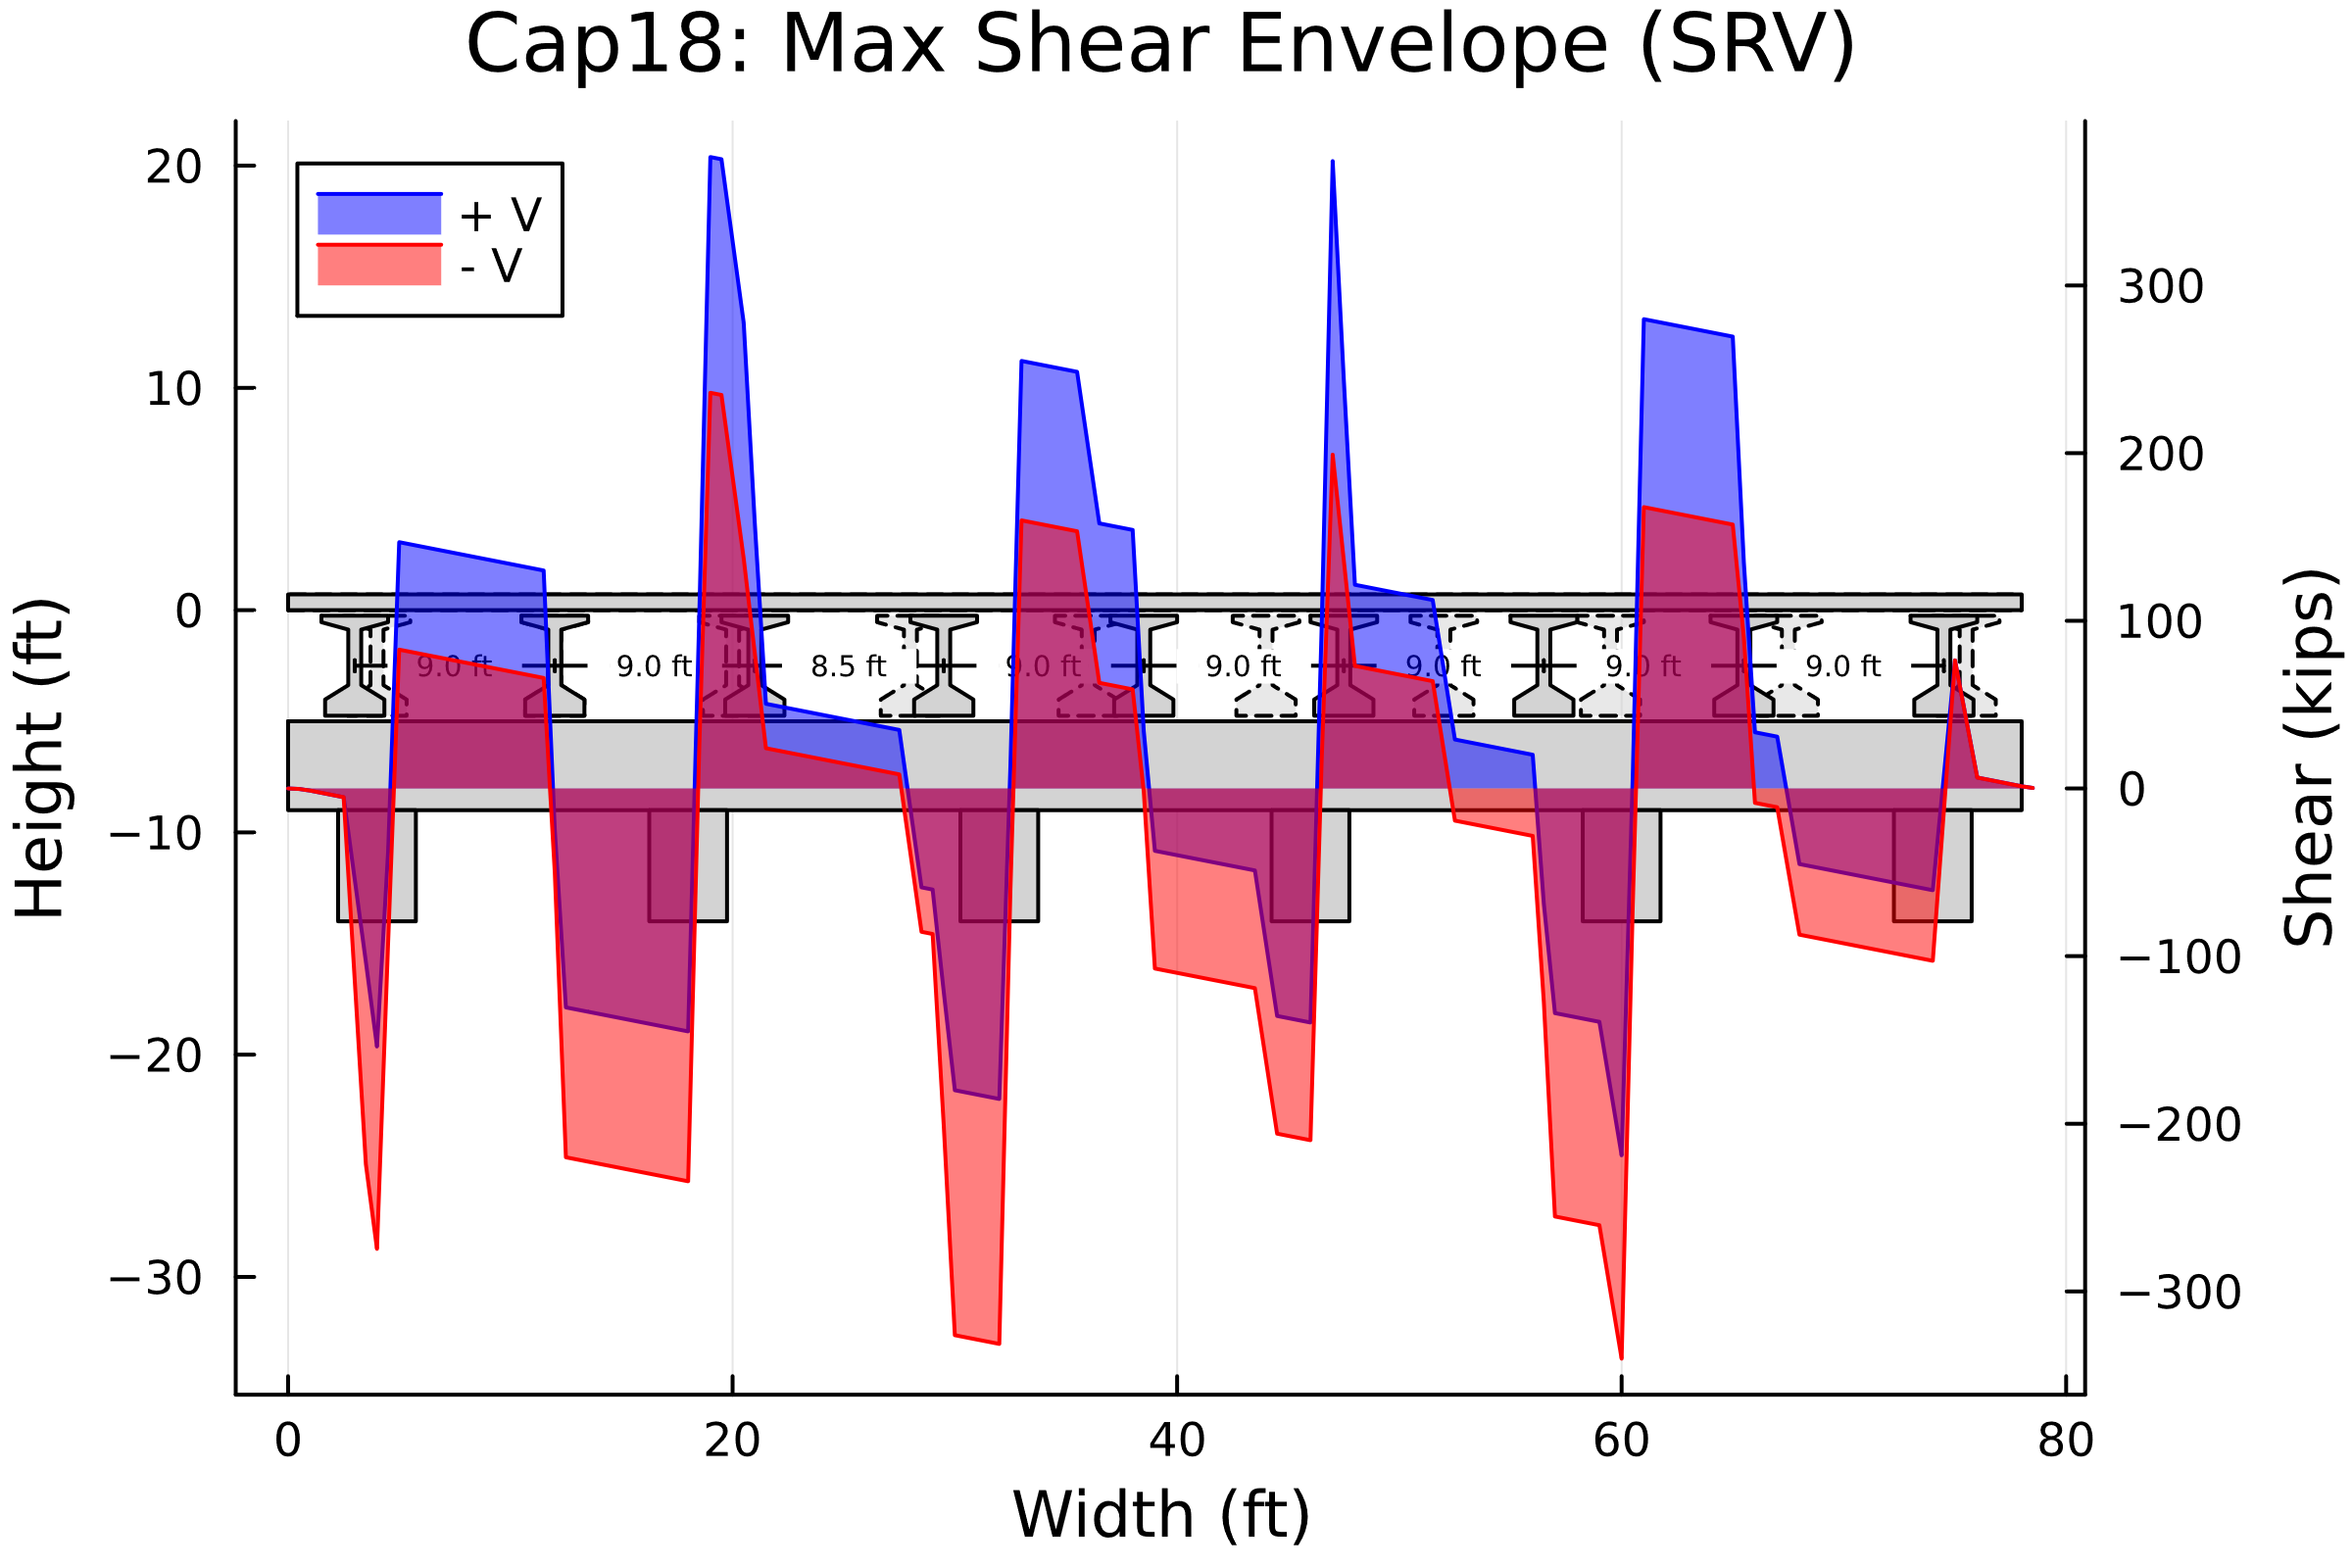 Cap18: Max Shear Envelope (SRV)
+ V
- V
20
10
0
−10
−20
−30
Height (ft)
9.0 ft
9.0 ft
8.5 ft
9.0 ft
9.0 ft
9.0 ft
9.0 ft
9.0 ft
300
200
100
0
−100
−200
−300
Shear (kips)
0
20
40
60
80
Width (ft)